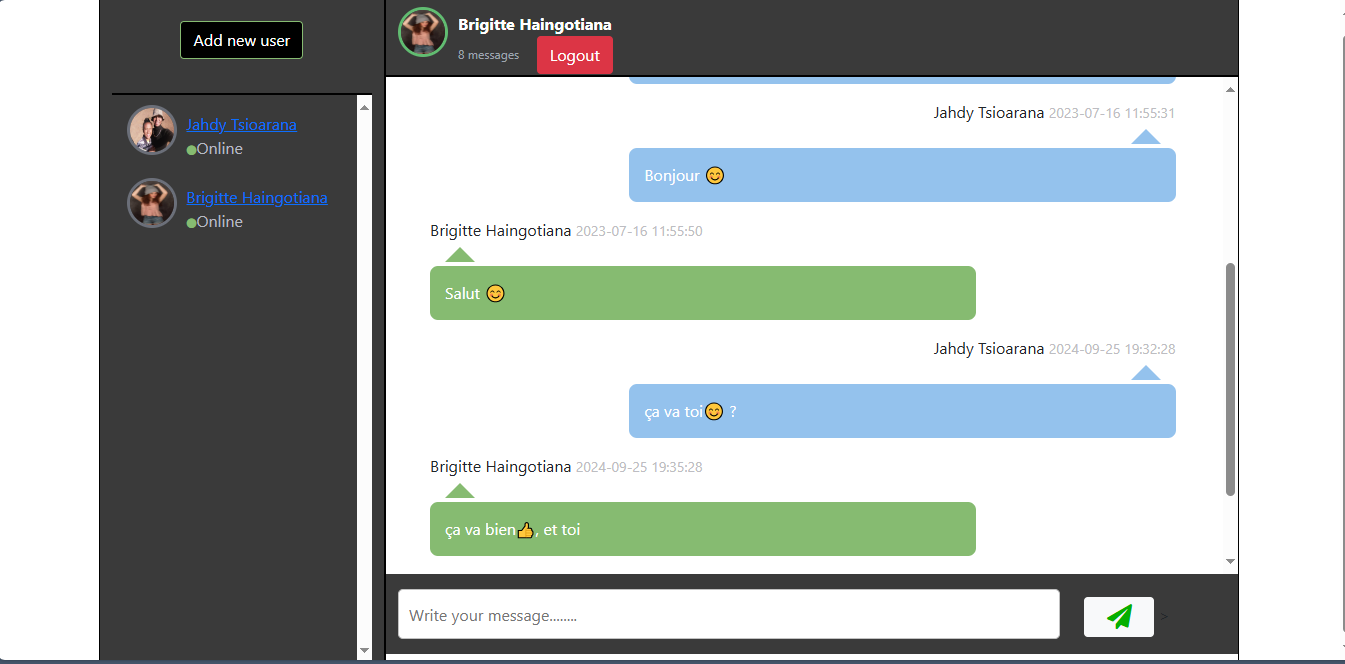 Add new user
Jahdy Tsioarana
Online
Brigitte Haingotiana
Online
Brigitte Haingotiana
8 messages
Logout
Jahdy Tsioarana 2023-07-16 11:55:31
Bonjour 😊
Brigitte Haingotiana 2023-07-16 11:55:50
Salut 😊
Jahdy Tsioarana 2024-09-25 19:32:28
ça va toi😊 ?
Brigitte Haingotiana 2024-09-25 19:35:28
ça va bien👍, et toi
Write your message........
>